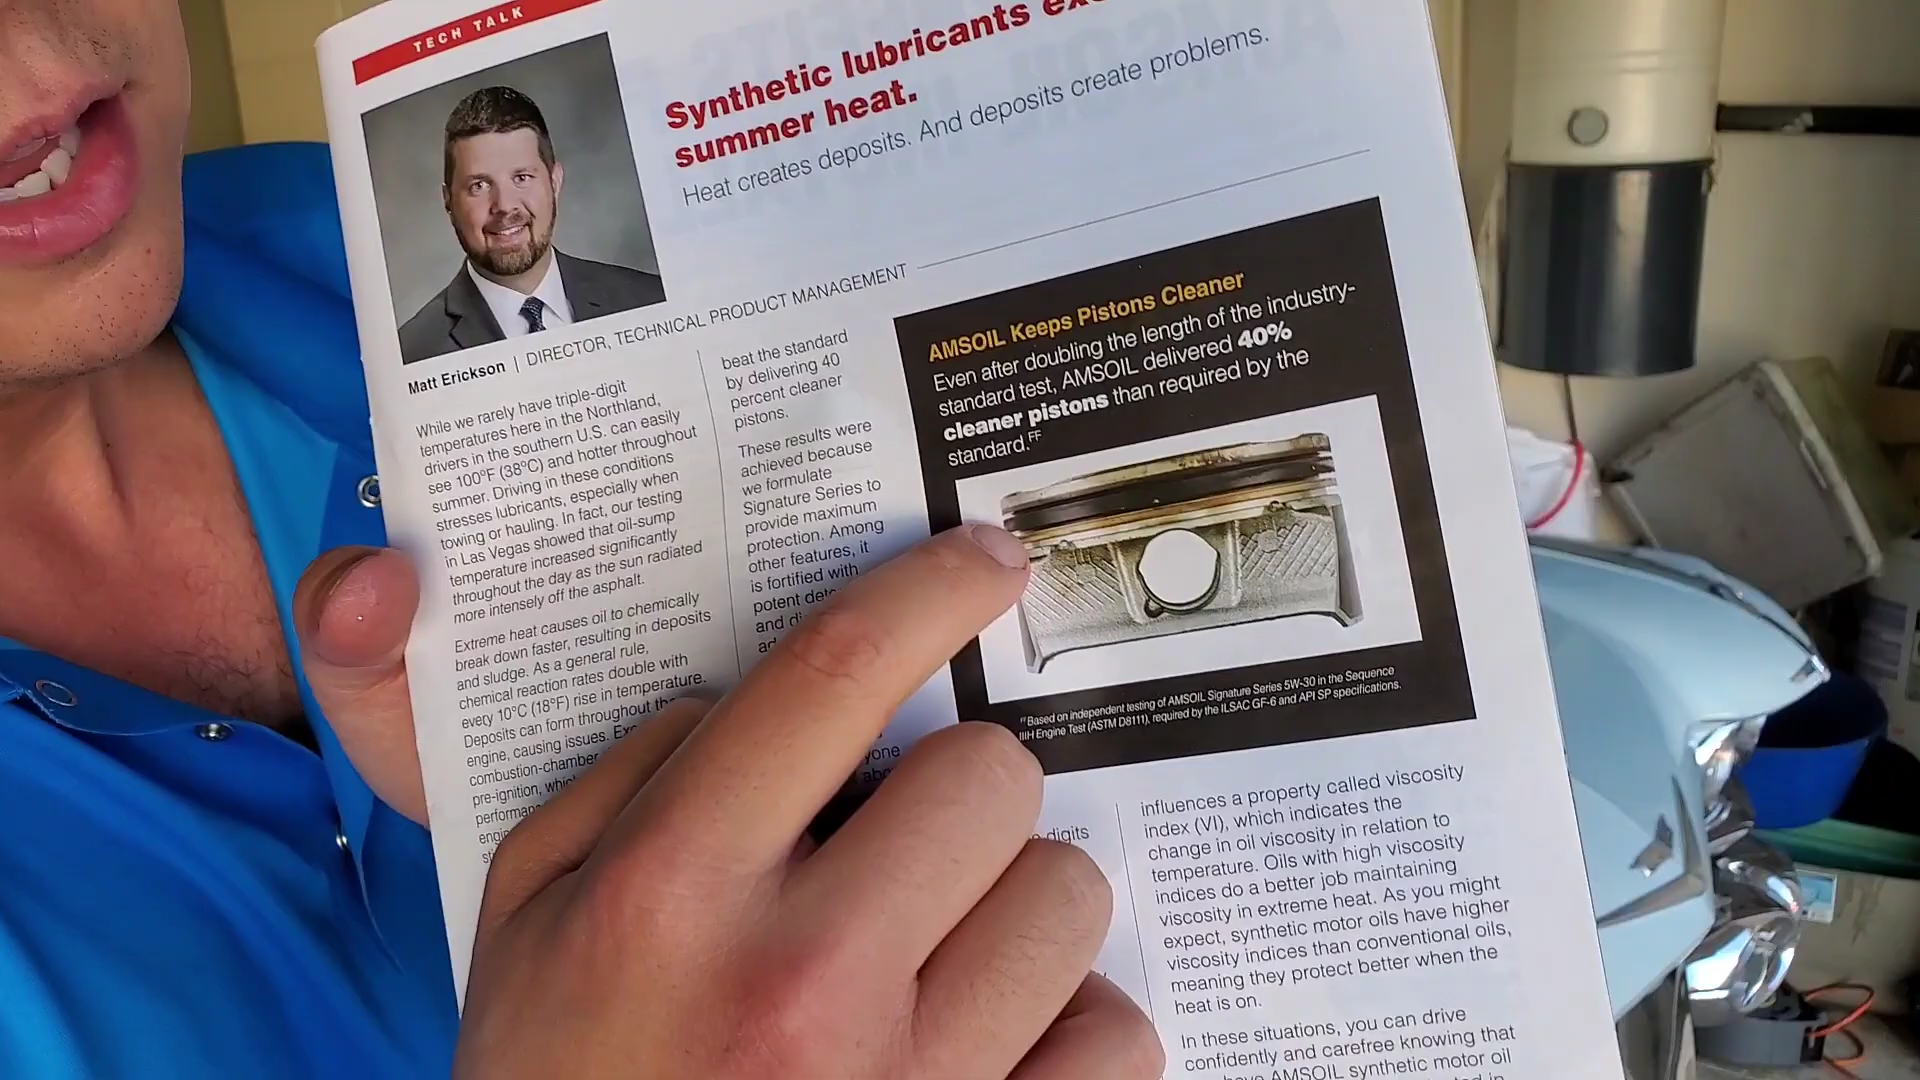 TECH TALK
Synthetic lubricants
summer heat.
Heat creates deposits. And deposits create problems.
Matt Erickson | DIRECTOR, TECHNICAL PRODUCT MANAGEMENT
While we rarely have triple-digit
temperatures here in the Northland,
drivers in the southern U.S. can easily
see 100°F (38°C) and hotter throughout
summer. Driving in these conditions
stresses lubricants, especially when
towing or hauling. In fact, our testing
in Las Vegas showed that oil-sump
temperature increased significantly
throughout the day as the sun radiated
more intensely off the asphalt.
Extreme heat causes oil to chemically
break down faster, resulting in deposits
and sludge. As a general rule,
chemical reaction rates double with
every 10°C (18°F) rise in temperature.
Deposits can form throughout
engine, causing issues.
combustion-chamber
pre-ignition,
beat the standard
by delivering 40
percent cleaner
pistons.
These results were
achieved because
we formulate
Signature Series to
provide maximum
protection. Among
other features, it
is fortified with
potent
AMSOIL Keeps Pistons Cleaner
Even after doubling the length of the industry-
standard test, AMSOIL delivered 40%
cleaner pistons than required by the
standard.FF
FF Based on independent testing of AMSOIL Signature Series 5W-30 in the Sequence
IIIH Engine Test (ASTM D8111), required by the ILSAC GF-6 and API SP specifications.
digits
influences a property called viscosity
index (VI), which indicates the
change in oil viscosity in relation to
temperature. Oils with high viscosity
indices do a better job maintaining
viscosity in extreme heat. As you might
expect, synthetic motor oils have higher
viscosity indices than conventional oils,
meaning they protect better when the
heat is on.
In these situations, you can drive
confidently and carefree knowing that
AMSOIL synthetic motor oil